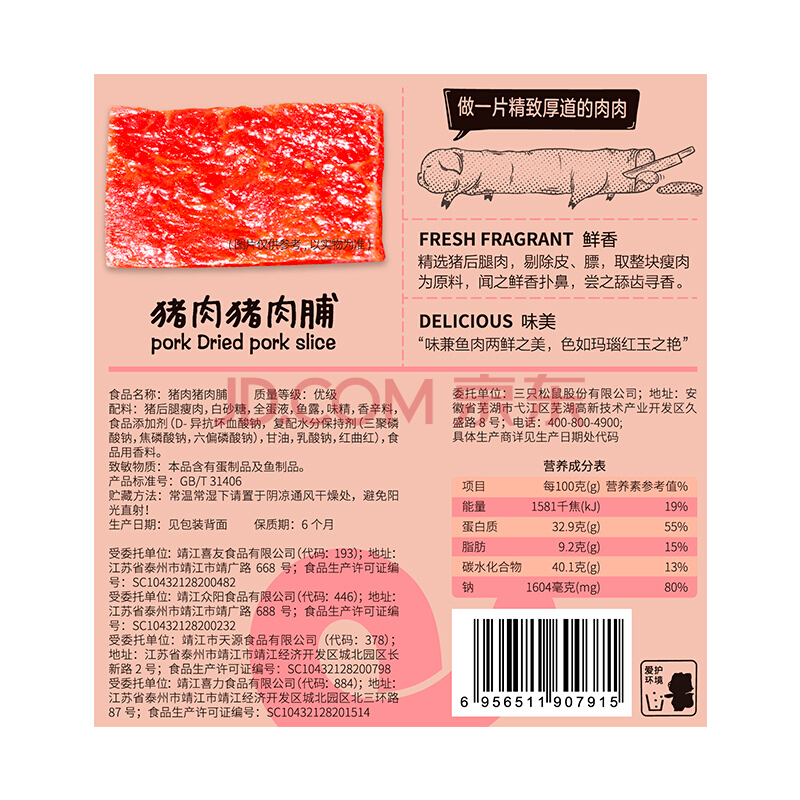 (图片仅供参考，以实物为准)
猪肉猪肉脯
pork Dried pork slice
做一片精致厚道的肉肉
FRESH FRAGRANT 鲜香
精选猪后腿肉，剔除皮、膘，取整块瘦肉
为原料，闻之鲜香扑鼻，尝之舔齿寻香。
DELICIOUS 味美
“味兼鱼肉两鲜之美，色如玛瑙红玉之艳”
JD.COM 京东
食品名称：猪肉猪肉脯 质量等级：优级
配料：猪后腿瘦肉，白砂糖，全蛋液，鱼露，味精，香辛料，
食品添加剂(D-异抗坏血酸钠，复配水分保持剂(三聚磷
酸钠，焦磷酸钠，六偏磷酸钠)，甘油，乳酸钠，红曲红)，食
品用香料。
致敏物质：本品含有蛋制品及鱼制品。
产品标准号：GB/T 31406
贮藏方法：常温常湿下请置于阴凉通风干燥处，避免阳
光直射！
生产日期：见包装背面 保质期：6个月
受委托单位：靖江喜友食品有限公司(代码：193)；地址：
江苏省泰州市靖江市靖广路 668 号；食品生产许可证编
号：SC10432128200482
受委托单位：靖江众阳食品有限公司(代码：446)；地址：
江苏省泰州市靖江市靖广路 688 号；食品生产许可证编
号：SC10432128200232
受委托单位：靖江市天源食品有限公司（代码：378）；
地址：江苏省泰州市靖江市靖江经济开发区城北园区长
新路 2 号；食品生产许可证编号：SC10432128200798
受委托单位：靖江喜力食品有限公司(代码：884)；地址：
江苏省泰州市靖江市靖江经济开发区城北园区北三环路
87 号；食品生产许可证编号：SC10432128201514
委托单位：三只松鼠股份有限公司；地址：安
徽省芜湖市弋江区芜湖高新技术产业开发区久
盛路8号；电话：400-800-4900;
具体生产商详见生产日期处代码
营养成分表
项目 每100克(g) 营养素参考值%
能量 1581千焦(kJ) 19%
蛋白质 32.9克(g) 55%
脂肪 9.2克(g) 15%
碳水化合物 40.1克(g) 13%
钠 1604毫克(mg) 80%
6 956511 907915
爱护
环境